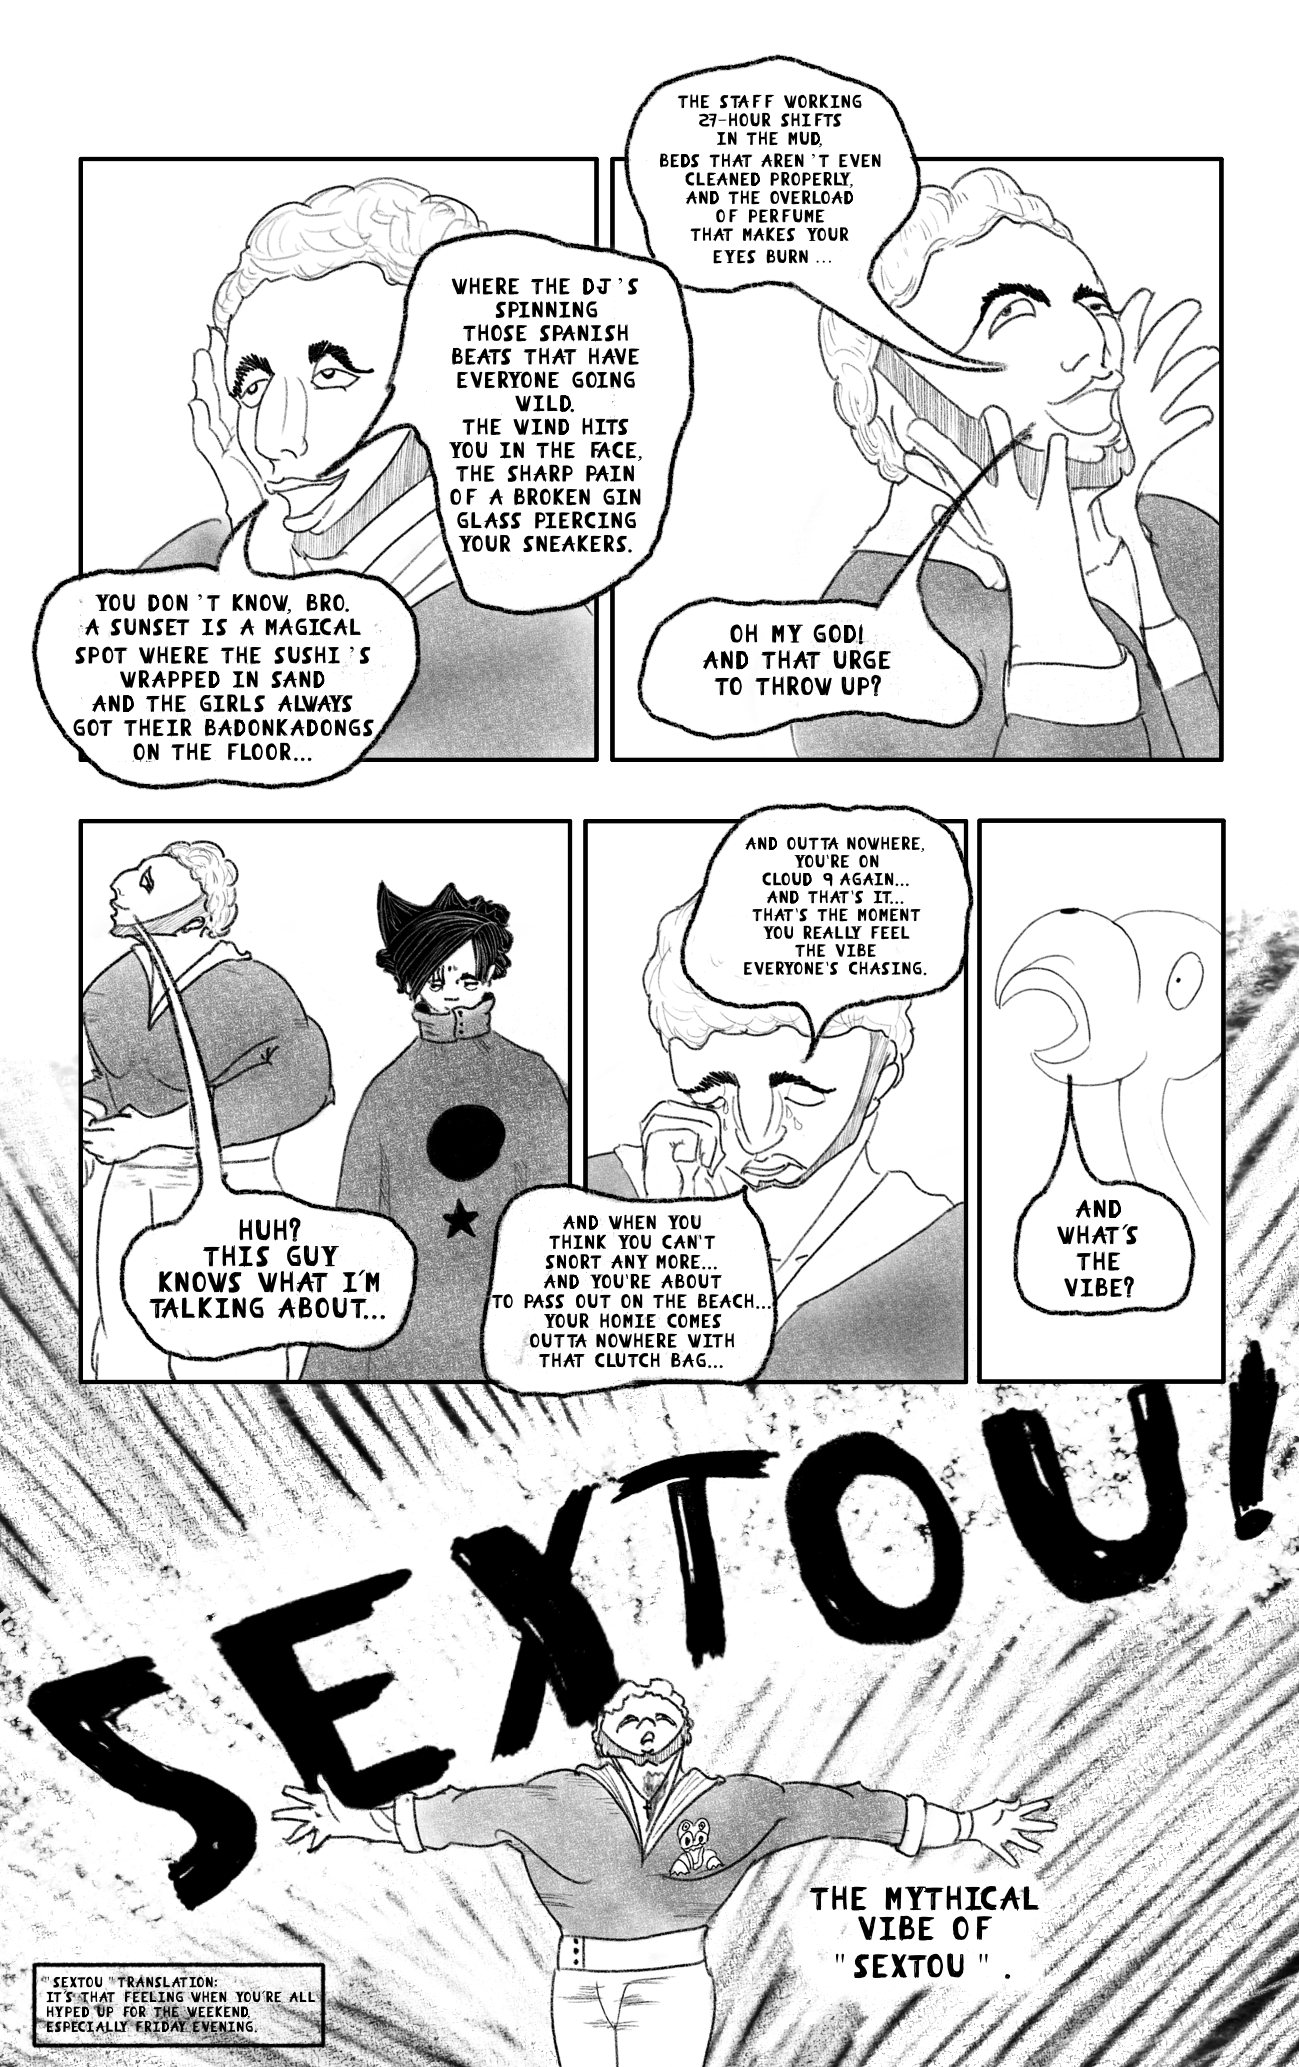 WHERE THE DJ'S
SPINNING
THOSE SPANISH
BEATS THAT HAVE
EVERYONE GOING
WILD.
THE WIND HITS
YOU IN THE FACE,
THE SHARP PAIN
OF A BROKEN GIN
GLASS PIERCING
YOUR SNEAKERS.
YOU DON'T KNOW, BRO.
A SUNSET IS A MAGICAL
SPOT WHERE THE SUSHI'S
WRAPPED IN SAND
AND THE GIRLS ALWAYS
GOT THEIR BADONKADONGS
ON THE FLOOR...
THE STAFF WORKING
27-HOUR SHIFTS
IN THE MUD,
BEDS THAT AREN'T EVEN
CLEANED PROPERLY,
AND THE OVERLOAD
OF PERFUME
THAT MAKES YOUR
EYES BURN...
OH MY GOD!
AND THAT URGE
TO THROW UP?
HUH?
THIS GUY
KNOWS WHAT I'M
TALKING ABOUT...
AND OUTTA NOWHERE,
YOU'RE ON
CLOUD 9 AGAIN...
AND THAT'S IT...
THAT'S THE MOMENT
YOU REALLY FEEL
THE VIBE
EVERYONE'S CHASING.
AND WHEN YOU
THINK YOU CAN'T
SNORT ANY MORE...
AND YOU'RE ABOUT
TO PASS OUT ON THE BEACH...
YOUR HOMIE COMES
OUTTA NOWHERE WITH
THAT CLUTCH BAG...
AND
WHAT'S
THE
VIBE?
SEXTOU!
THE MYTHICAL
VIBE OF
"SEXTOU".
"SEXTOU" TRANSLATION:
IT'S THAT FEELING WHEN YOU'RE ALL
HYPED UP FOR THE WEEKEND,
ESPECIALLY FRIDAY EVENING.